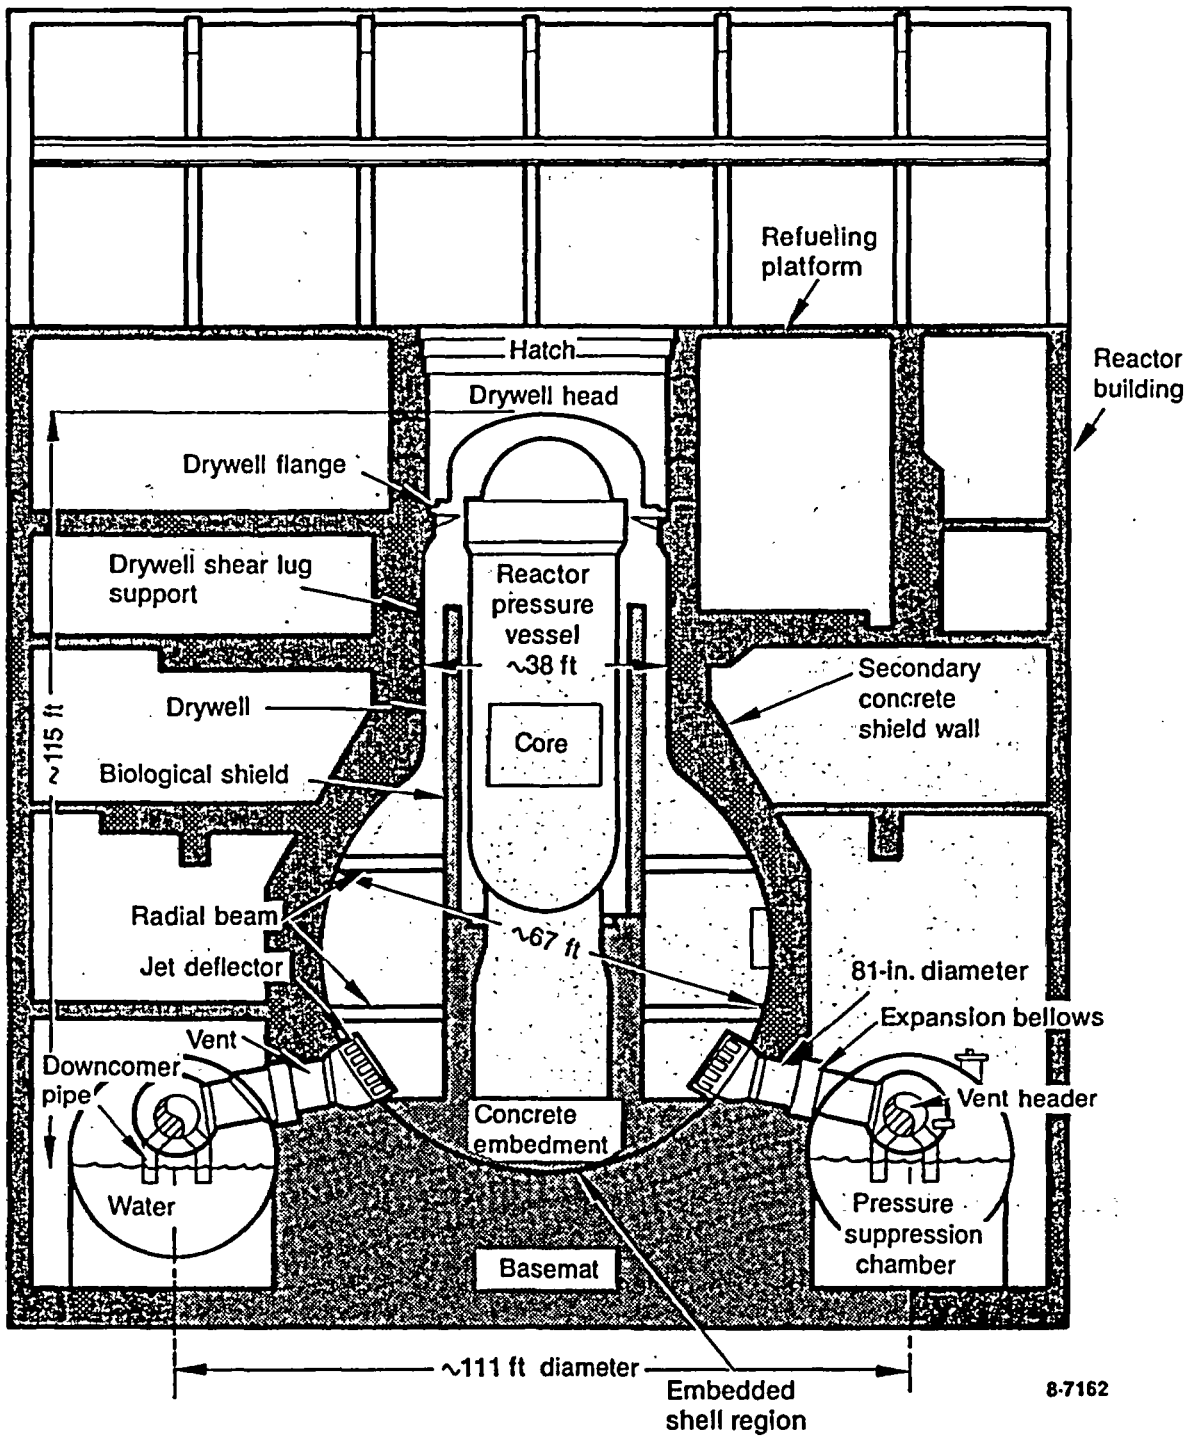 Refueling
platform
Hatch
Reactor
building
Drywell head
Drywell flange
Drywell shear lug
support
Reactor
pressure
vessel
~38 ft
Secondary
concrete
shield wall
Drywell
~115 ft
Core
Biological shield
Radial beam
~67 ft
Jet deflector
81-in. diameter
Expansion bellows
Vent
Downcomer
pipe
Vent header
Concrete
embedment
Water
Pressure
suppression
chamber
Basemat
~111 ft diameter
Embedded
shell region
8-7162